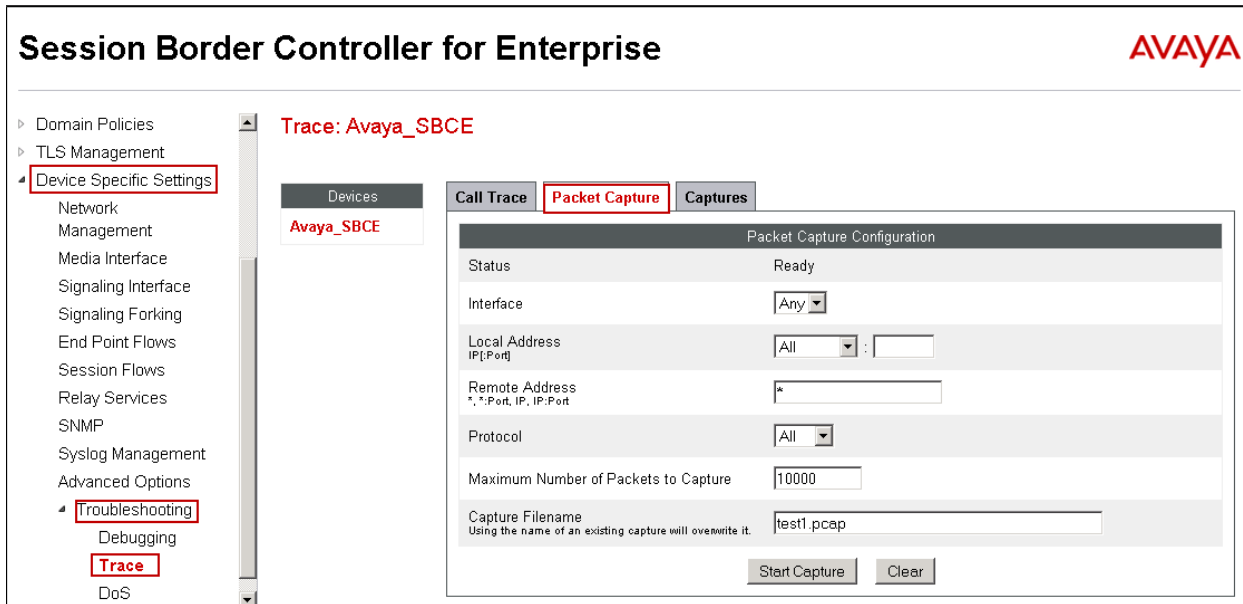 Session Border Controller for Enterprise
AVAYA
Domain Policies
TLS Management
Device Specific Settings
Network
Management
Media Interface
Signaling Interface
Signaling Forking
End Point Flows
Session Flows
Relay Services
SNMP
Syslog Management
Advanced Options
Troubleshooting
Debugging
Trace
DoS
Trace: Avaya_SBCE
Devices
Avaya_SBCE
Call Trace Packet Capture Captures
Packet Capture Configuration
Status Ready
Interface Any
Local Address All :
IP[:Port]
Remote Address *
*, *:Port, IP, IP:Port
Protocol All
Maximum Number of Packets to Capture 10000
Capture Filename test1.pcap
Using the name of an existing capture will overwrite it.
Start Capture Clear